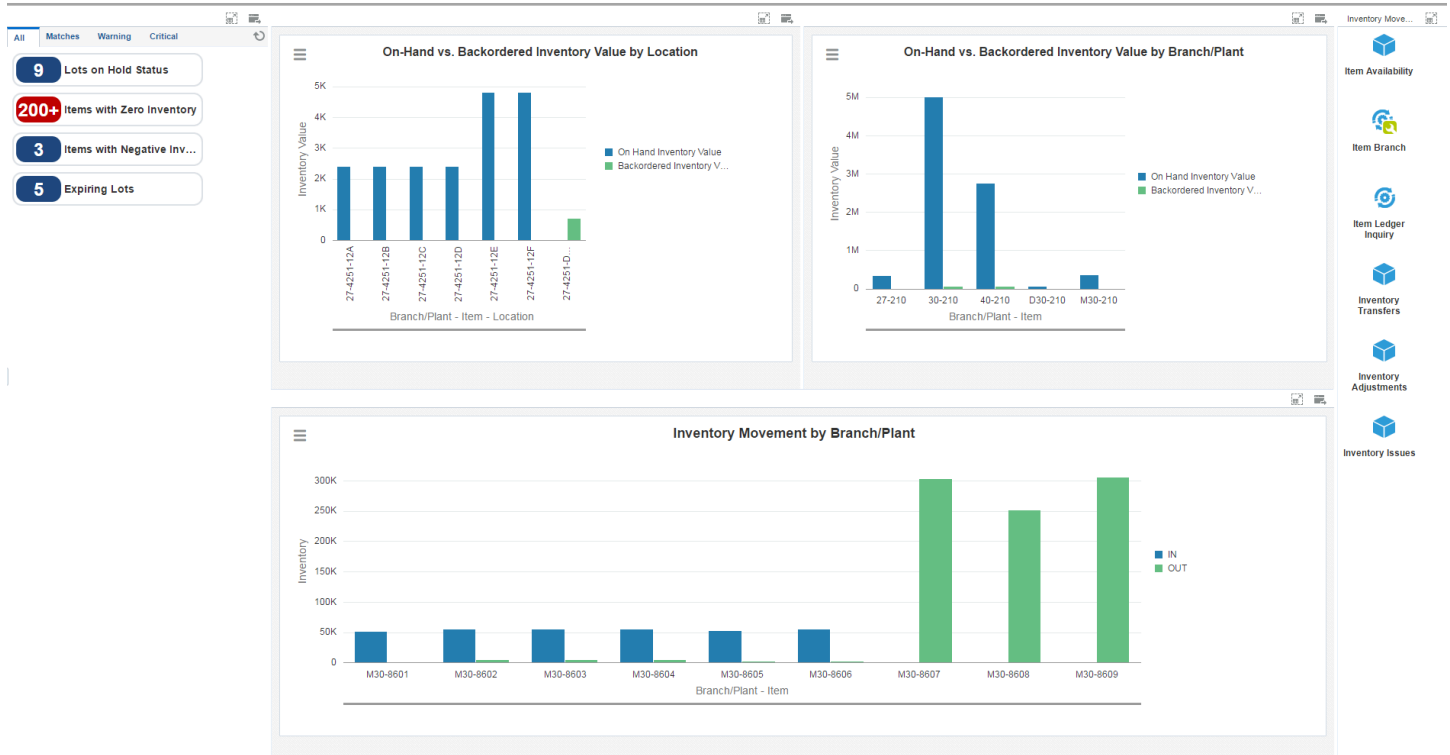 All
Matches
Warning
Critical
9 Lots on Hold Status
200+ Items with Zero Inventory
3 Items with Negative Inv...
5 Expiring Lots
On-Hand vs. Backordered Inventory Value by Location
Inventory Value
5K
4K
3K
2K
1K
0
27-4251-12A
27-4251-12B
27-4251-12C
27-4251-12D
27-4251-12E
27-4251-12F
27-4251-D...
Branch/Plant - Item - Location
On Hand Inventory Value
Backordered Inventory V...
On-Hand vs. Backordered Inventory Value by Branch/Plant
Inventory Value
5M
4M
3M
2M
1M
0
27-210
30-210
40-210
D30-210
M30-210
Branch/Plant - Item
On Hand Inventory Value
Backordered Inventory V...
Inventory Movement by Branch/Plant
Inventory
300K
250K
200K
150K
100K
50K
0
M30-8601
M30-8602
M30-8603
M30-8604
M30-8605
M30-8606
M30-8607
M30-8608
M30-8609
Branch/Plant - Item
IN
OUT
Inventory Move...
Item Availability
Item Branch
Item Ledger
Inquiry
Inventory
Transfers
Inventory
Adjustments
Inventory Issues